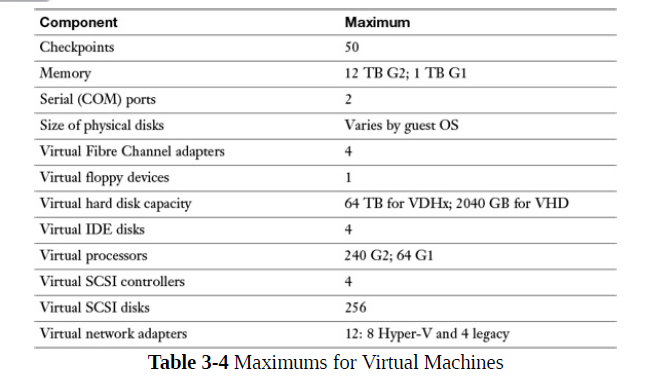 Component Maximum
Checkpoints 50
Memory 12 TB G2; 1 TB G1
Serial (COM) ports 2
Size of physical disks Varies by guest OS
Virtual Fibre Channel adapters 4
Virtual floppy devices 1
Virtual hard disk capacity 64 TB for VDHx; 2040 GB for VHD
Virtual IDE disks 4
Virtual processors 240 G2; 64 G1
Virtual SCSI controllers 4
Virtual SCSI disks 256
Virtual network adapters 12: 8 Hyper-V and 4 legacy
Table 3-4 Maximums for Virtual Machines